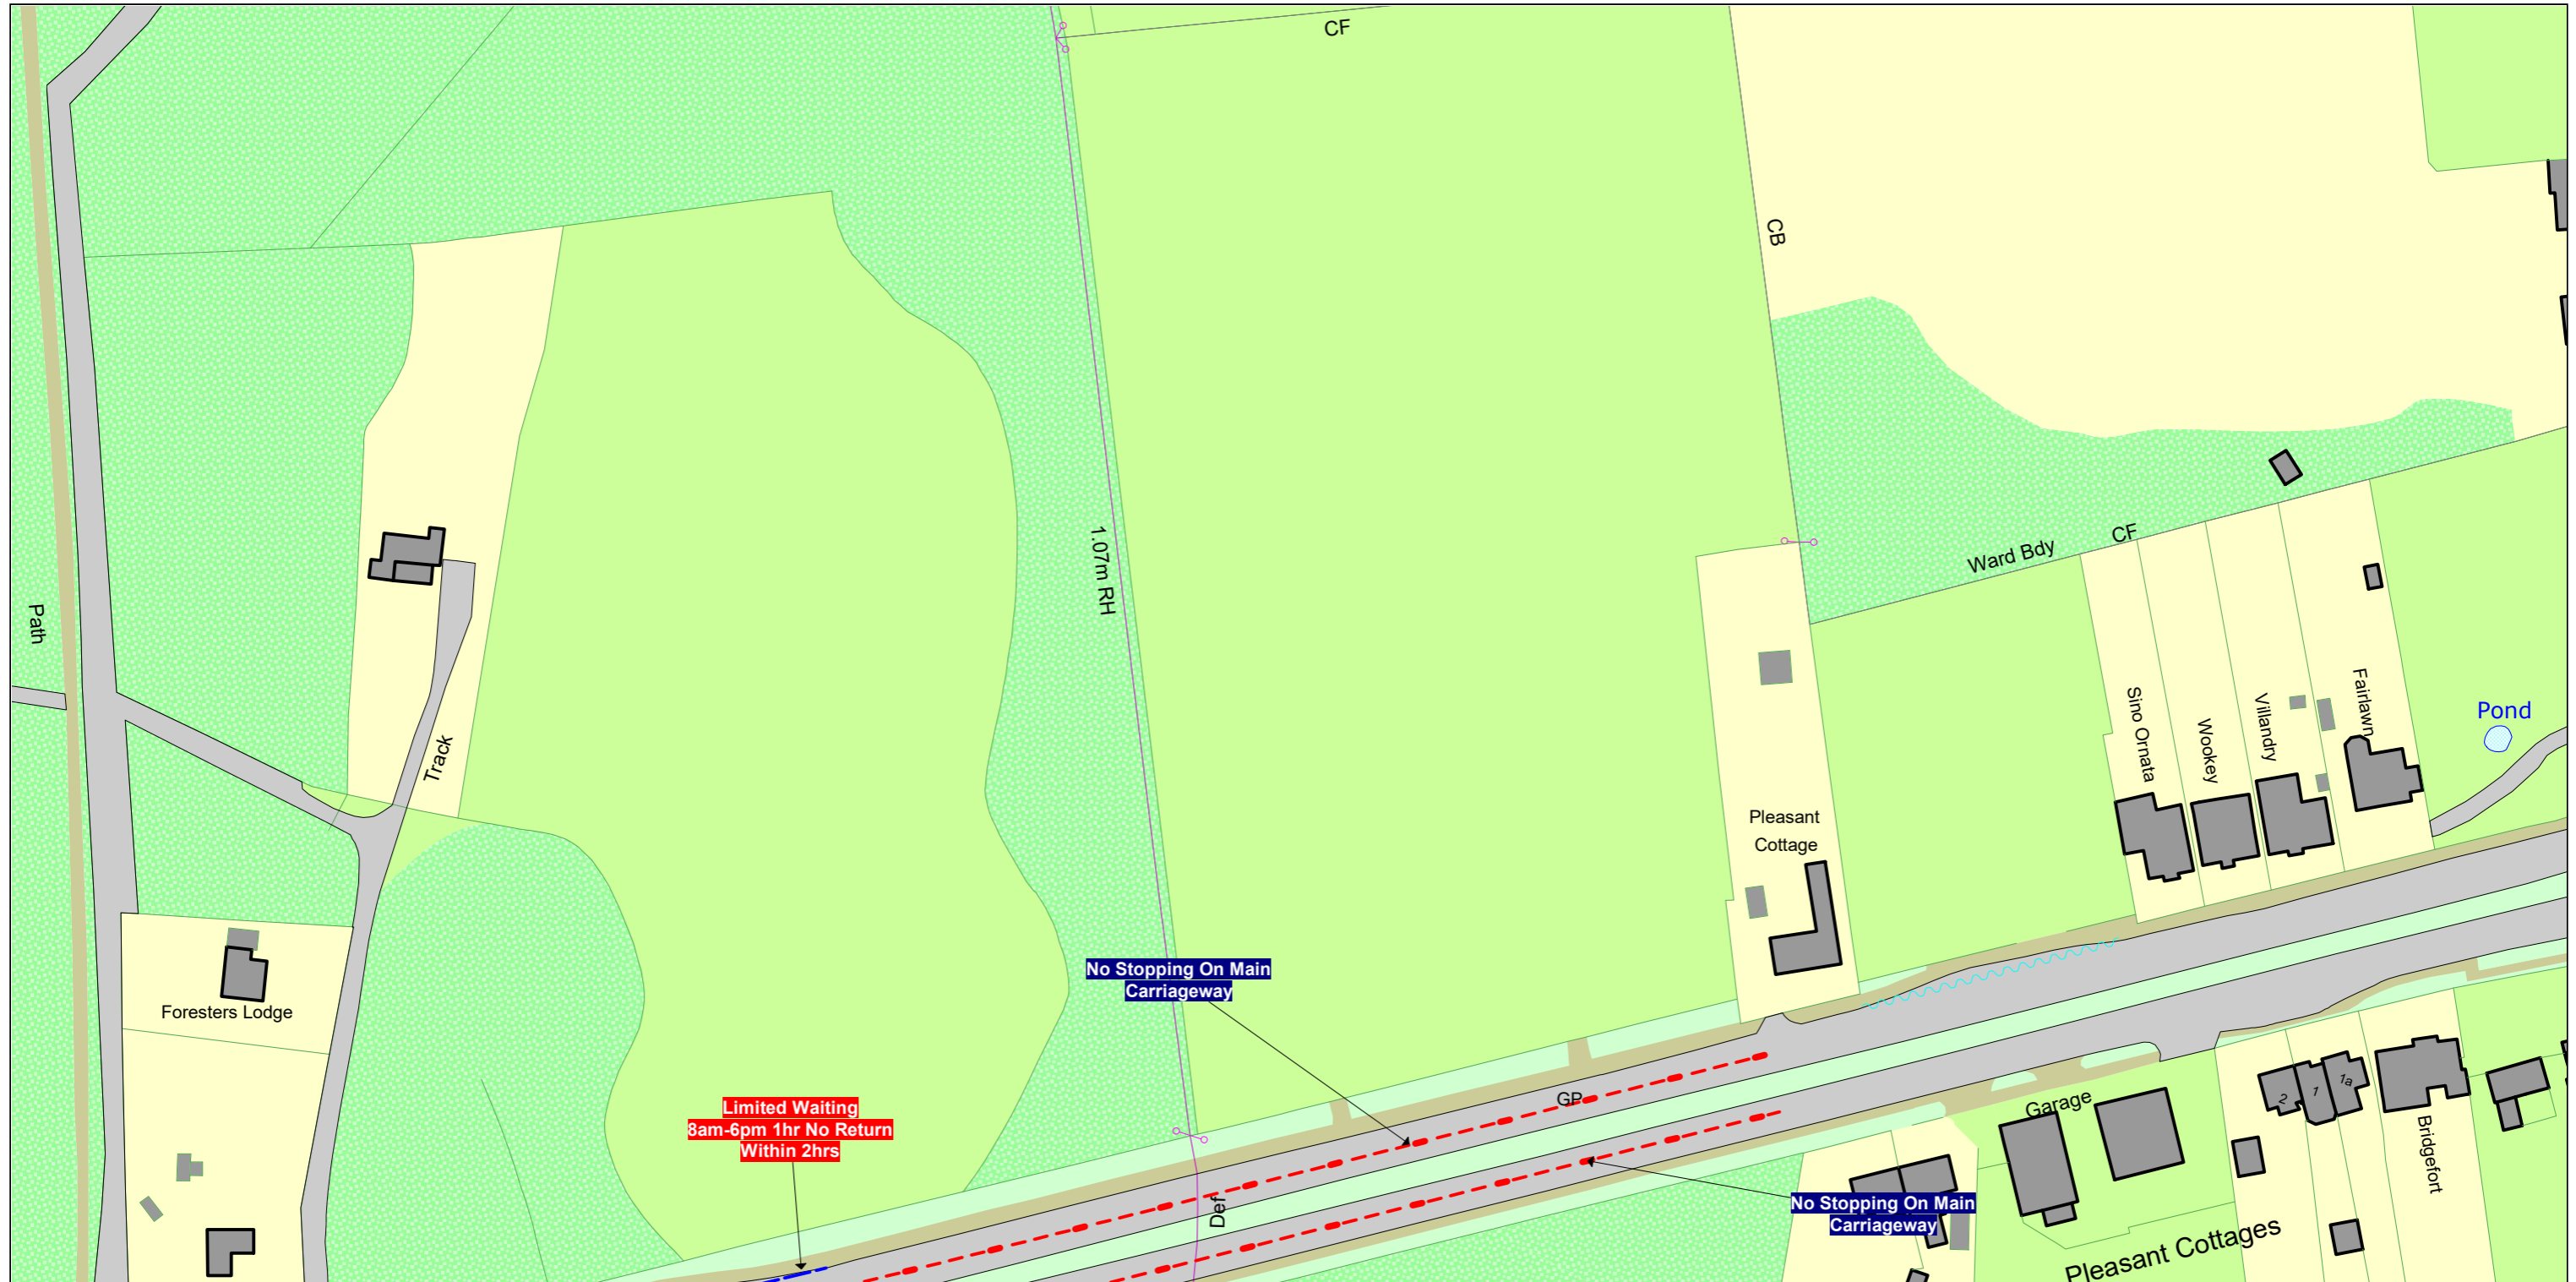 CF
CB
1.07m RH
Ward Bdy
CF
Path
Track
Sino Ornata
Wookey
Villandry
Fairlawn
Pond
Pleasant
Cottage
No Stopping On Main
Carriageway
Foresters Lodge
Limited Waiting
8am-6pm 1hr No Return
Within 2hrs
GP
Garage
2
1
1a
Bridgefort
Def
No Stopping On Main
Carriageway
Pleasant Cottages